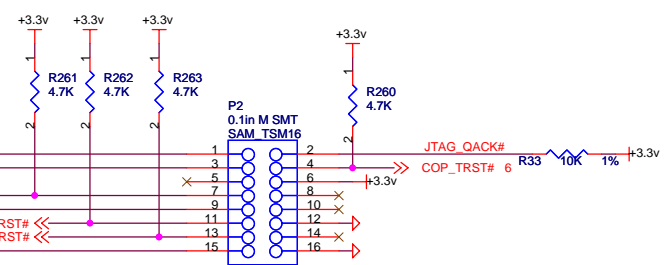 +3.3v +3.3v +3.3v +3.3v
1 1 1 1
R261 R262 R263 R260
4.7K 4.7K 4.7K 4.7K
2 2 2 2
P2
0.1in M SMT
SAM_TSM16
1 2 JTAG_QACK#
3 4 COP_TRST# 6 R33 10K 1% +3.3v
5 6 +3.3v
7 8
9 10
RST# 11 12
RST# 13 14
15 16